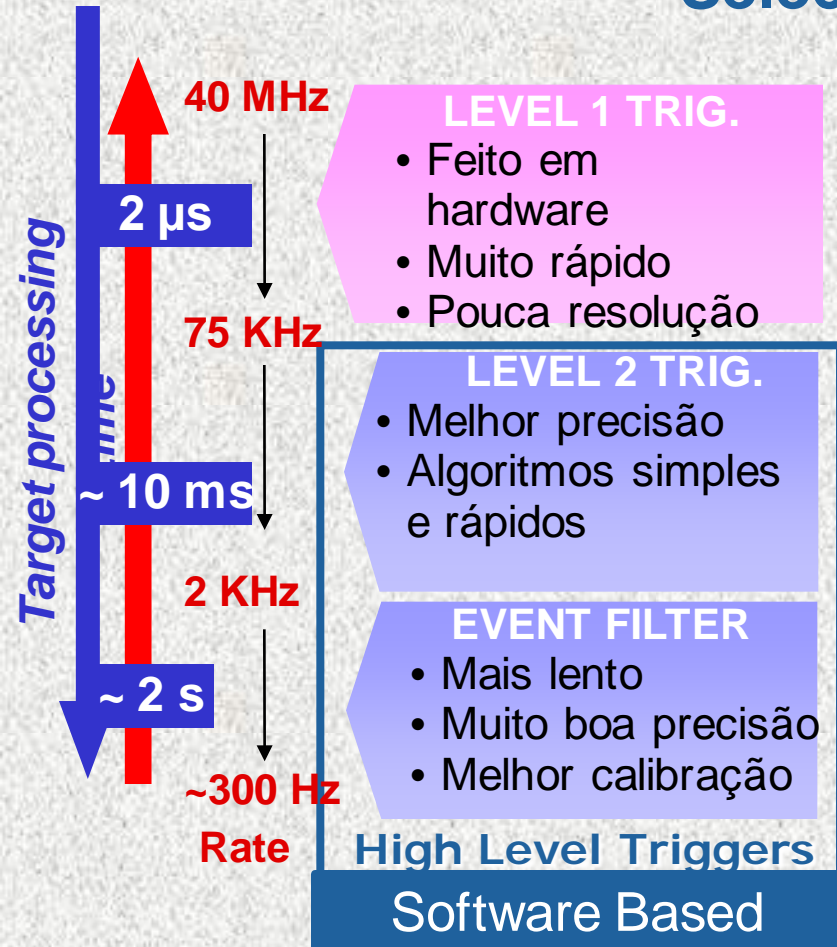 40 MHz
LEVEL 1 TRIG.
• Feito em
hardware
• Muito rápido
• Pouca resolução
2 µs
75 KHz
Target processing
LEVEL 2 TRIG.
• Melhor precisão
• Algoritmos simples
e rápidos
~ 10 ms
2 KHz
EVENT FILTER
• Mais lento
• Muito boa precisão
• Melhor calibração
~ 2 s
~300 Hz
Rate
High Level Triggers
Software Based